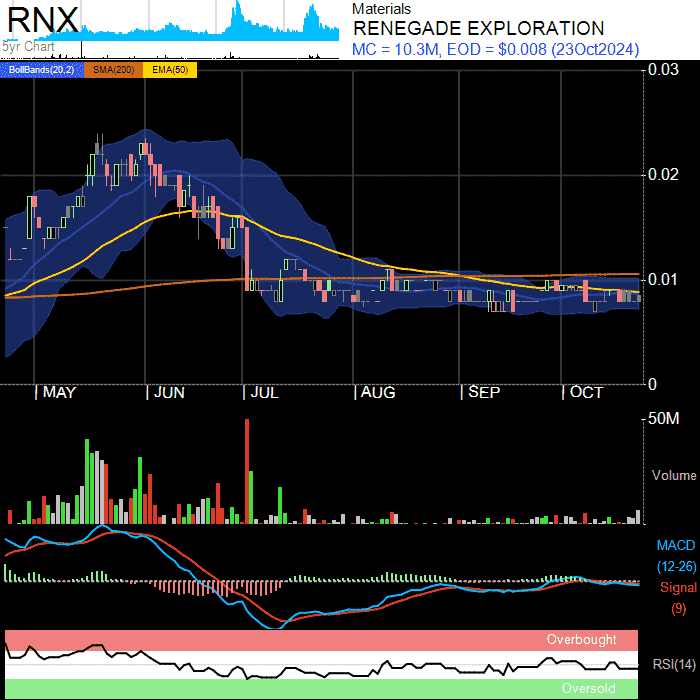 RNX
5yr Chart
Materials
RENEGADE EXPLORATION
MC = 10.3M, EOD = $0.008 (23Oct2024)
BollBands(20,2) SMA(200) EMA(50)
0.03
0.02
0.01
0
| MAY | JUN | JUL | AUG | SEP | OCT
50M
Volume
MACD
(12-26)
Signal
(9)
Overbought
RSI(14)
Oversold